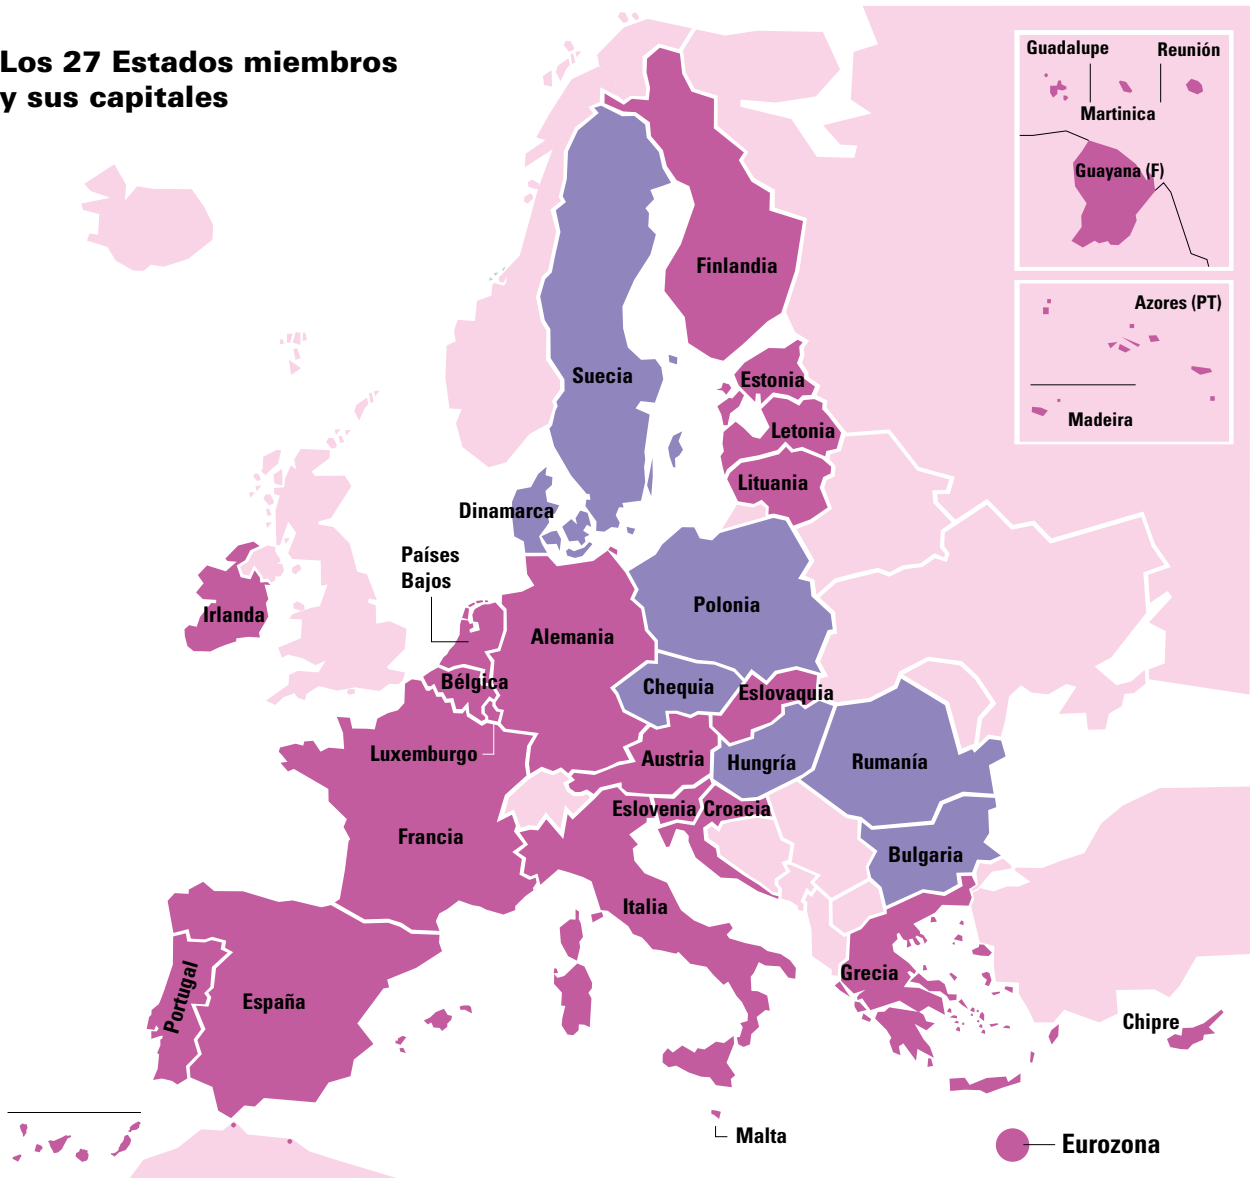 Los 27 Estados miembros
y sus capitales
Guadalupe
Reunión
Martinica
Guayana (F)
Azores (PT)
Madeira
Finlandia
Suecia
Estonia
Letonia
Lituania
Dinamarca
Países
Bajos
Irlanda
Polonia
Alemania
Bélgica
Chequia
Eslovaquia
Luxemburgo
Austria
Hungría
Rumanía
Eslovenia
Croacia
Francia
Bulgaria
Italia
Grecia
Portugal
España
Chipre
Malta
Eurozona